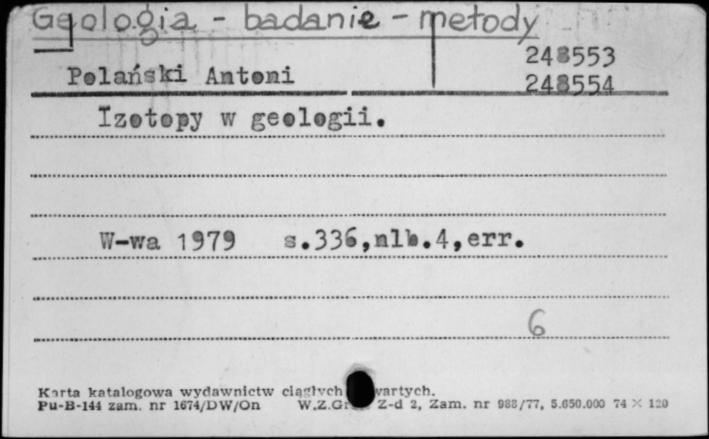 Geologia - badanie - metody
248553
Polański Antoni 248554
Izotopy w geologii.
W-wa 1979 s.336,nlb.4,err.
6
Karta katalogowa wydawnictw ciągłych
Pu-B-144 zam. nr 1674/DW/On W.Z.Gr Z-d 2, Zam. nr 988/77, 5.650.000 74 × 120